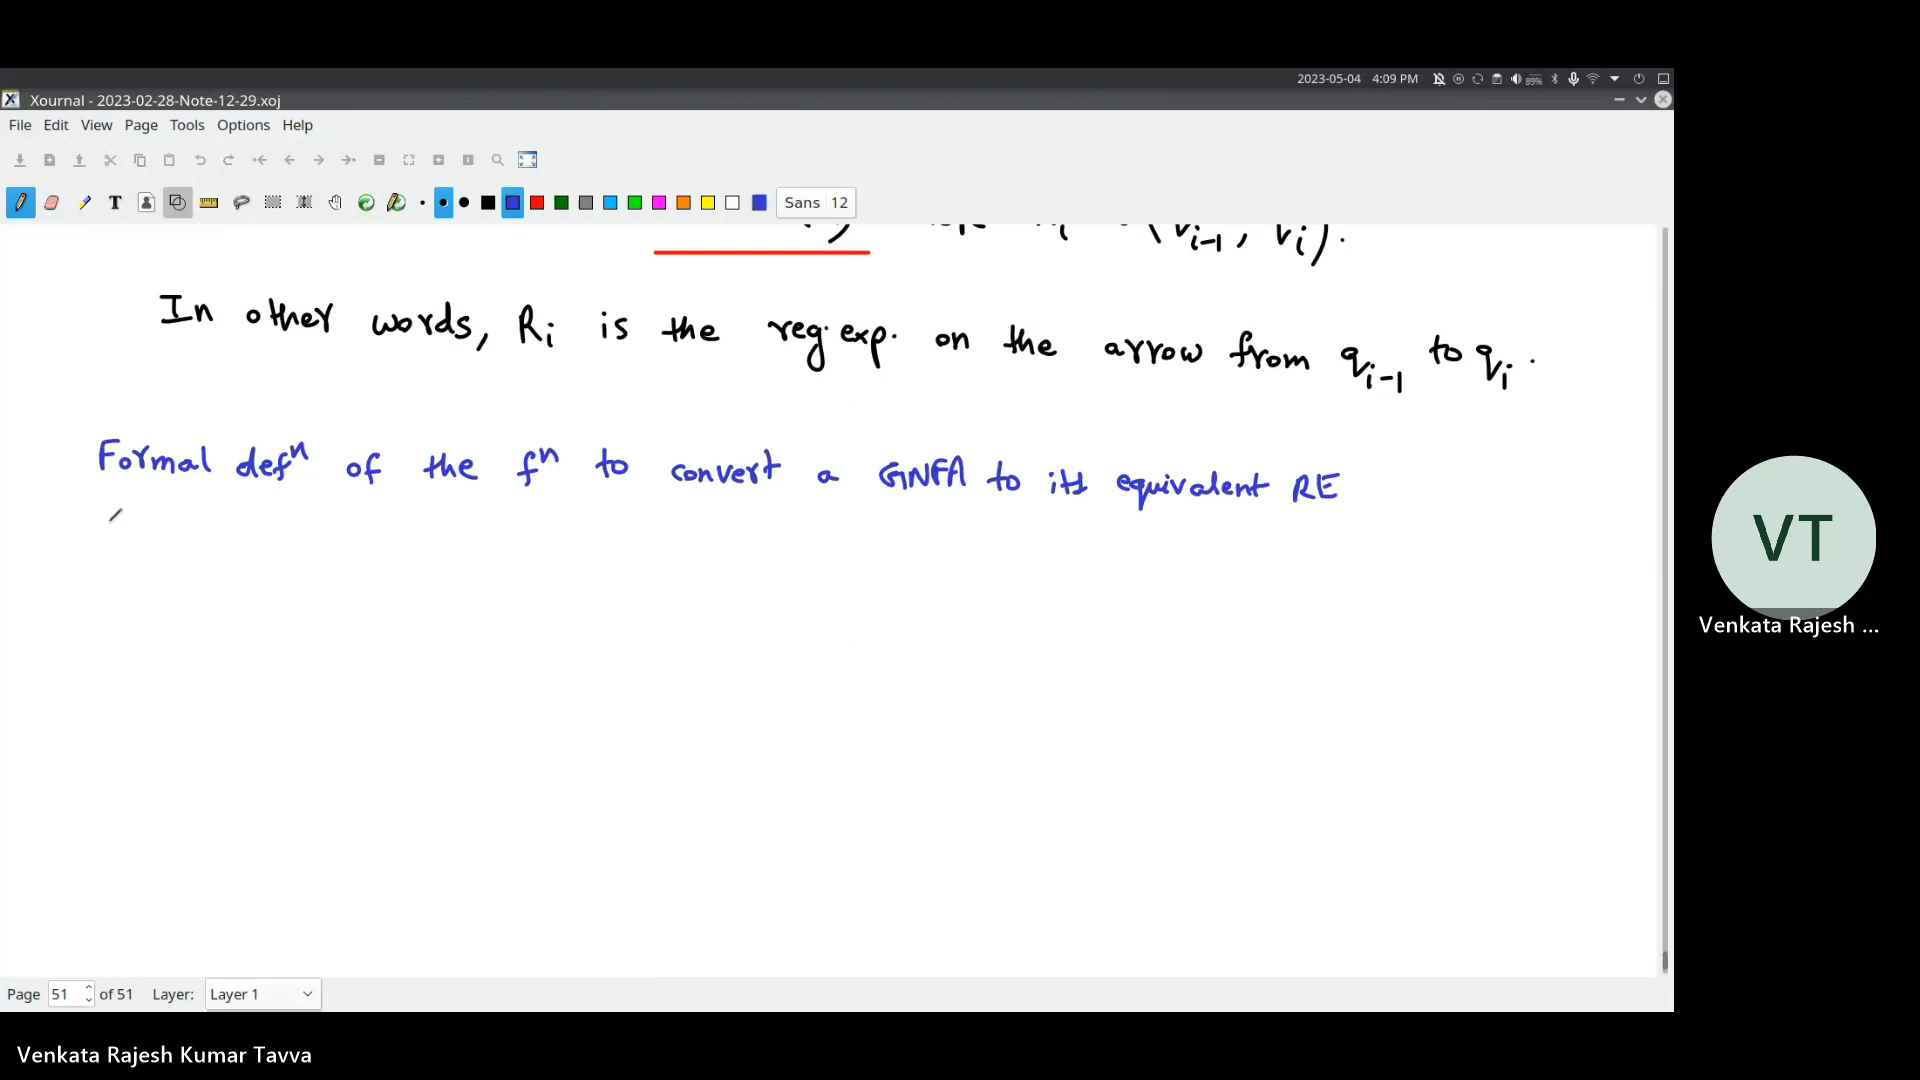 2023-05-04 4:09 PM 89%
Xournal - 2023-02-28-Note-12-29.xoj
File Edit View Page Tools Options Help
T Sans 12
In other words, Ri is the reg. exp. on the arrow from qi-1 to qi.
Formal defn of the fn to convert a GNFA to its equivalent RE
VT
Venkata Rajesh ...
Page 51 of 51 Layer: Layer 1
Venkata Rajesh Kumar Tavva